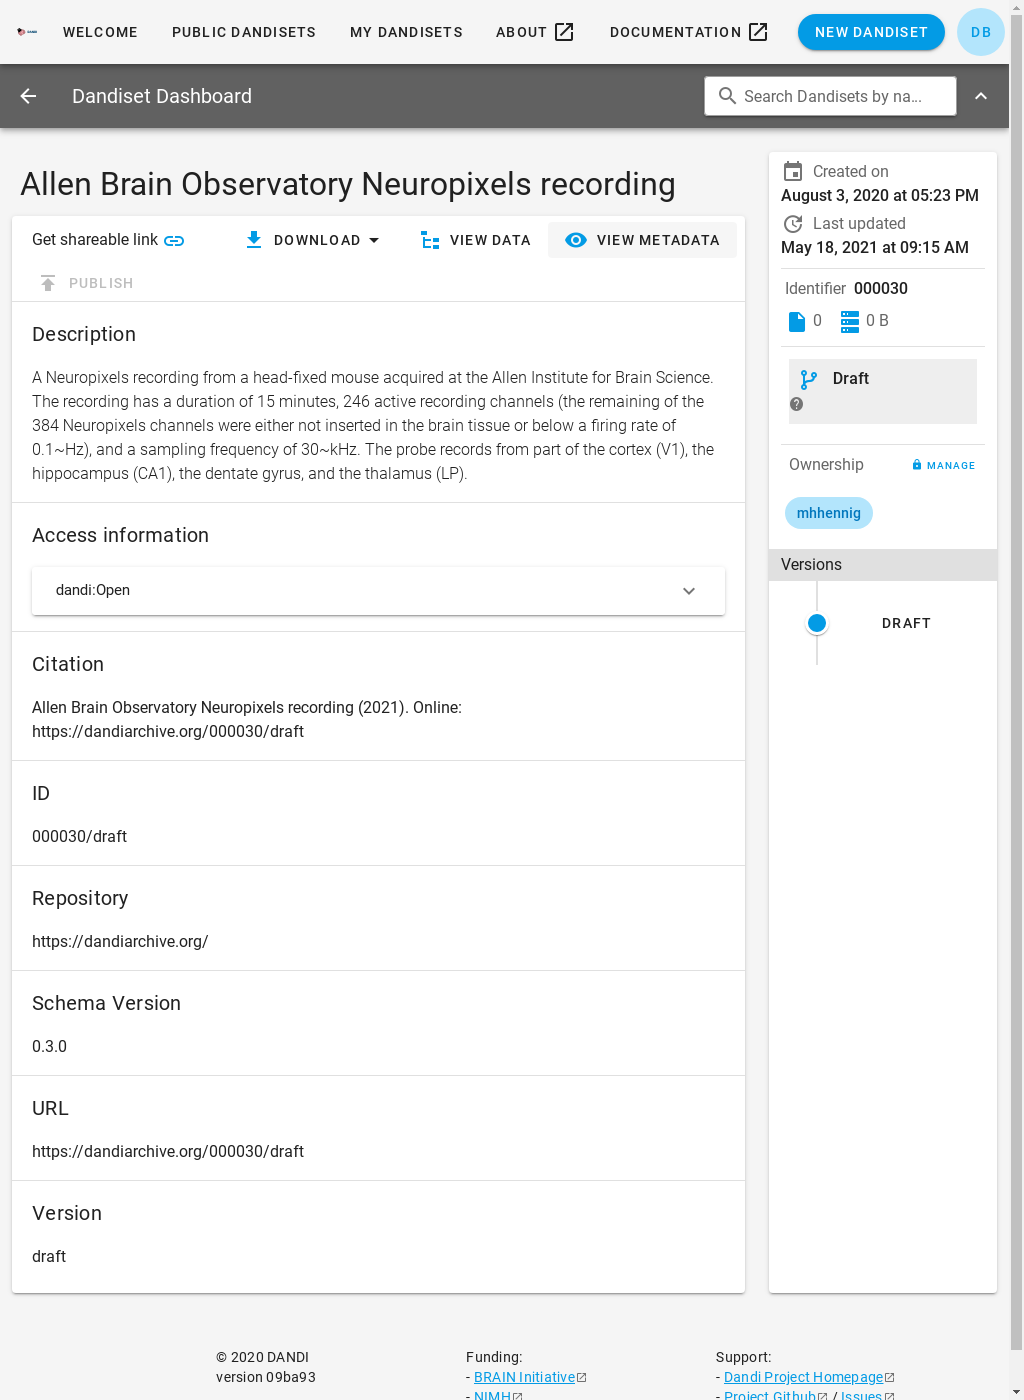 WELCOME PUBLIC DANDISETS MY DANDISETS ABOUT DOCUMENTATION NEW DANDISET DB
Dandiset Dashboard Search Dandisets by na...
Allen Brain Observatory Neuropixels recording
Get shareable link DOWNLOAD VIEW DATA VIEW METADATA
PUBLISH
Description
A Neuropixels recording from a head-fixed mouse acquired at the Allen Institute for Brain Science.
The recording has a duration of 15 minutes, 246 active recording channels (the remaining of the
384 Neuropixels channels were either not inserted in the brain tissue or below a firing rate of
0.1~Hz), and a sampling frequency of 30~kHz. The probe records from part of the cortex (V1), the
hippocampus (CA1), the dentate gyrus, and the thalamus (LP).
Access information
dandi:Open
Citation
Allen Brain Observatory Neuropixels recording (2021). Online:
https://dandiarchive.org/000030/draft
ID
000030/draft
Repository
https://dandiarchive.org/
Schema Version
0.3.0
URL
https://dandiarchive.org/000030/draft
Version
draft
Created on
August 3, 2020 at 05:23 PM
Last updated
May 18, 2021 at 09:15 AM
Identifier 000030
0 0 B
Draft
Ownership MANAGE
mhhennig
Versions
DRAFT
© 2020 DANDI
version 09ba93
Funding:
- BRAIN Initiative
- NIMH
Support:
- Dandi Project Homepage
- Project Github / Issues